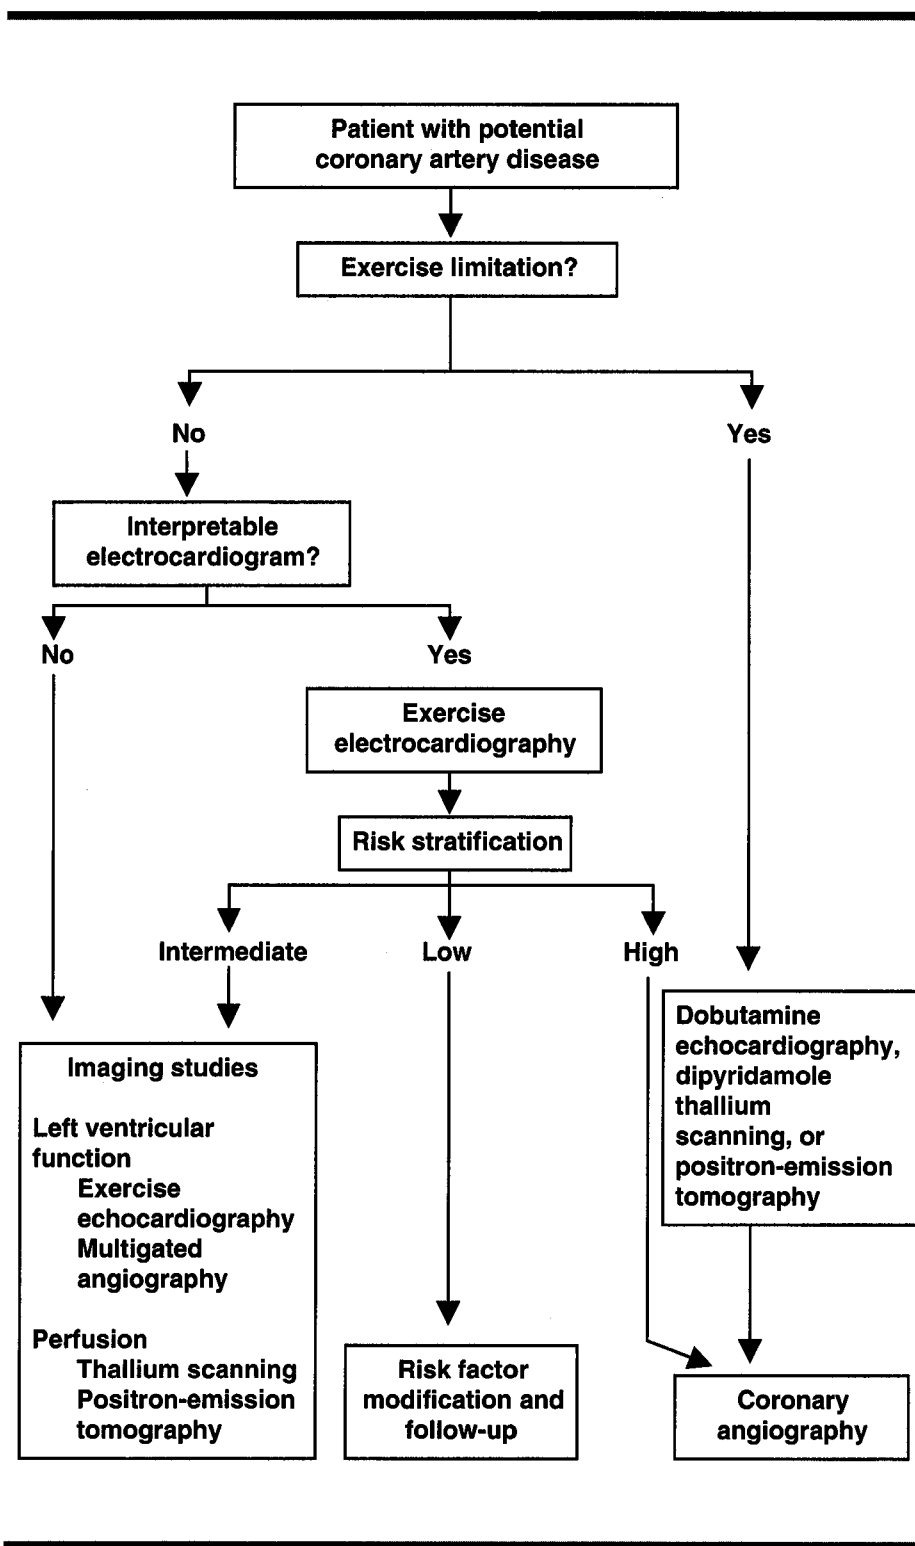 Patient with potential
coronary artery disease
Exercise limitation?
No
Yes
Interpretable
electrocardiogram?
No
Yes
Exercise
electrocardiography
Risk stratification
Intermediate
Low
High
Imaging studies
Left ventricular
function
Exercise
echocardiography
Multigated
angiography
Perfusion
Thallium scanning
Positron-emission
tomography
Risk factor
modification and
follow-up
Dobutamine
echocardiography,
dipyridamole
thallium
scanning, or
positron-emission
tomography
Coronary
angiography